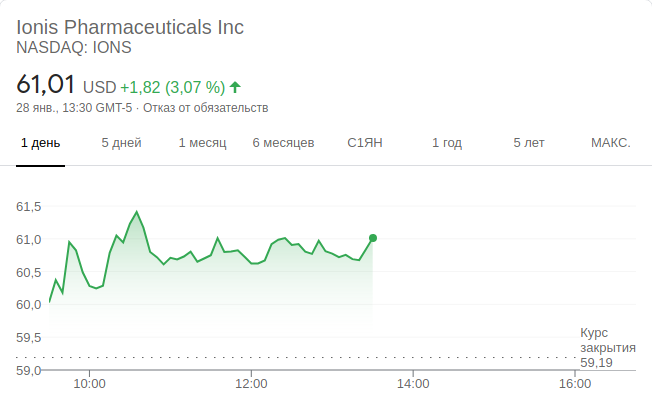 Ionis Pharmaceuticals Inc
NASDAQ: IONS
61,01 USD +1,82 (3,07 %)
28 янв., 13:30 GMT-5 · Отказ от обязательств
1 день 5 дней 1 месяц 6 месяцев С1ЯН 1 год 5 лет МАКС.
61,5
61,0
60,5
60,0
59,5
59,0
Курс
закрытия
59,19
10:00 12:00 14:00 16:00